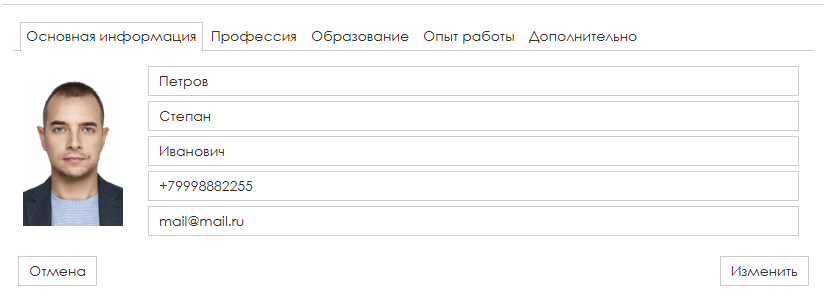 Основная информация Профессия Образование Опыт работы Дополнительно
Петров
Степан
Иванович
+79998882255
mail@mail.ru
Отмена Изменить